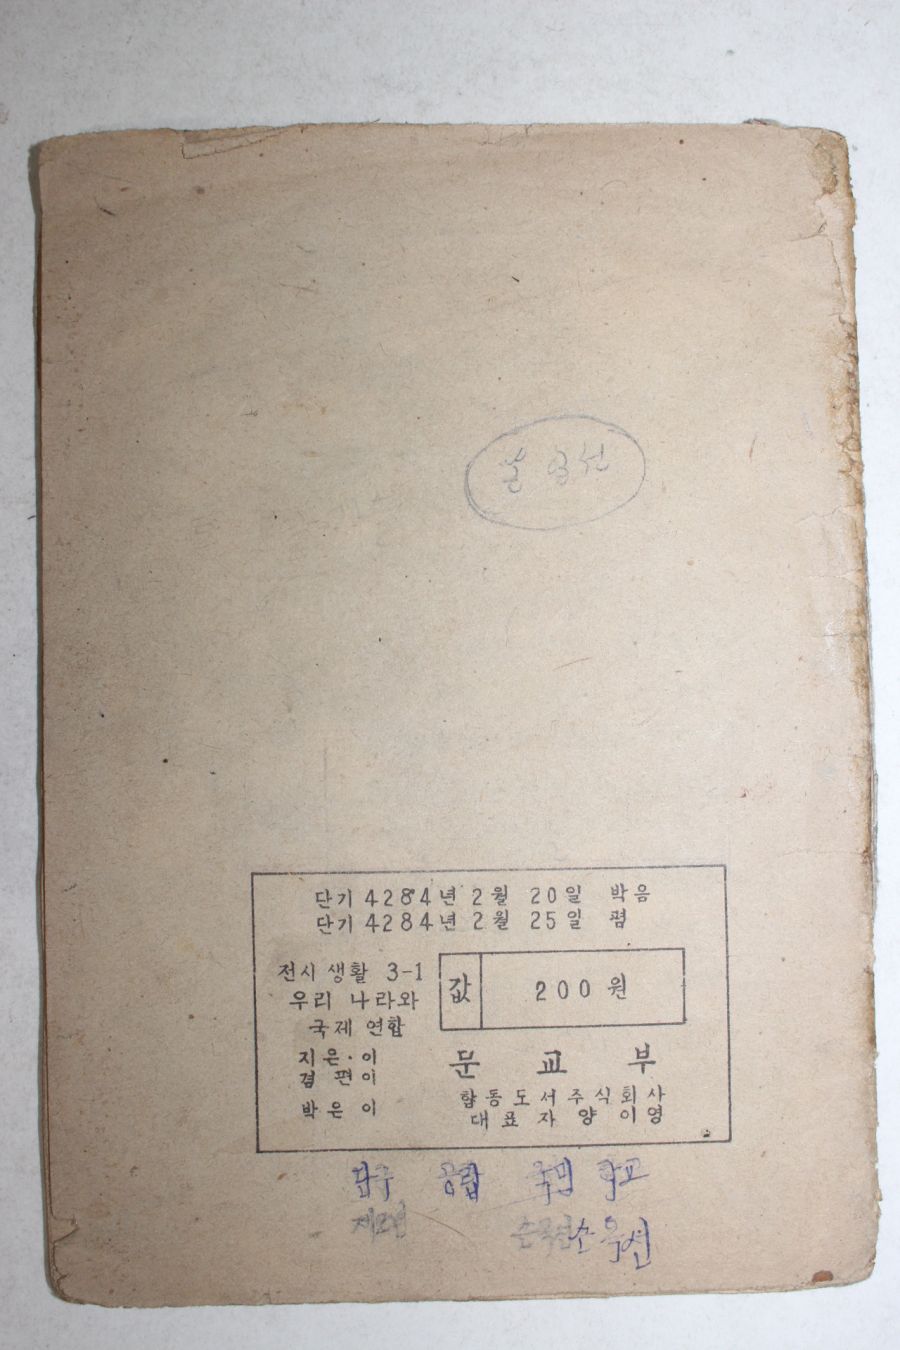 단기 4284년 2월 20일 박음
단기 4284년 2월 25일 폄
전시 생활 3-1
우리 나라와
국제 연합
값 200 원
지은·이
겸 편이
문 교 부
박은 이
합동도서주식회사
대표자 양이영
공립 학교